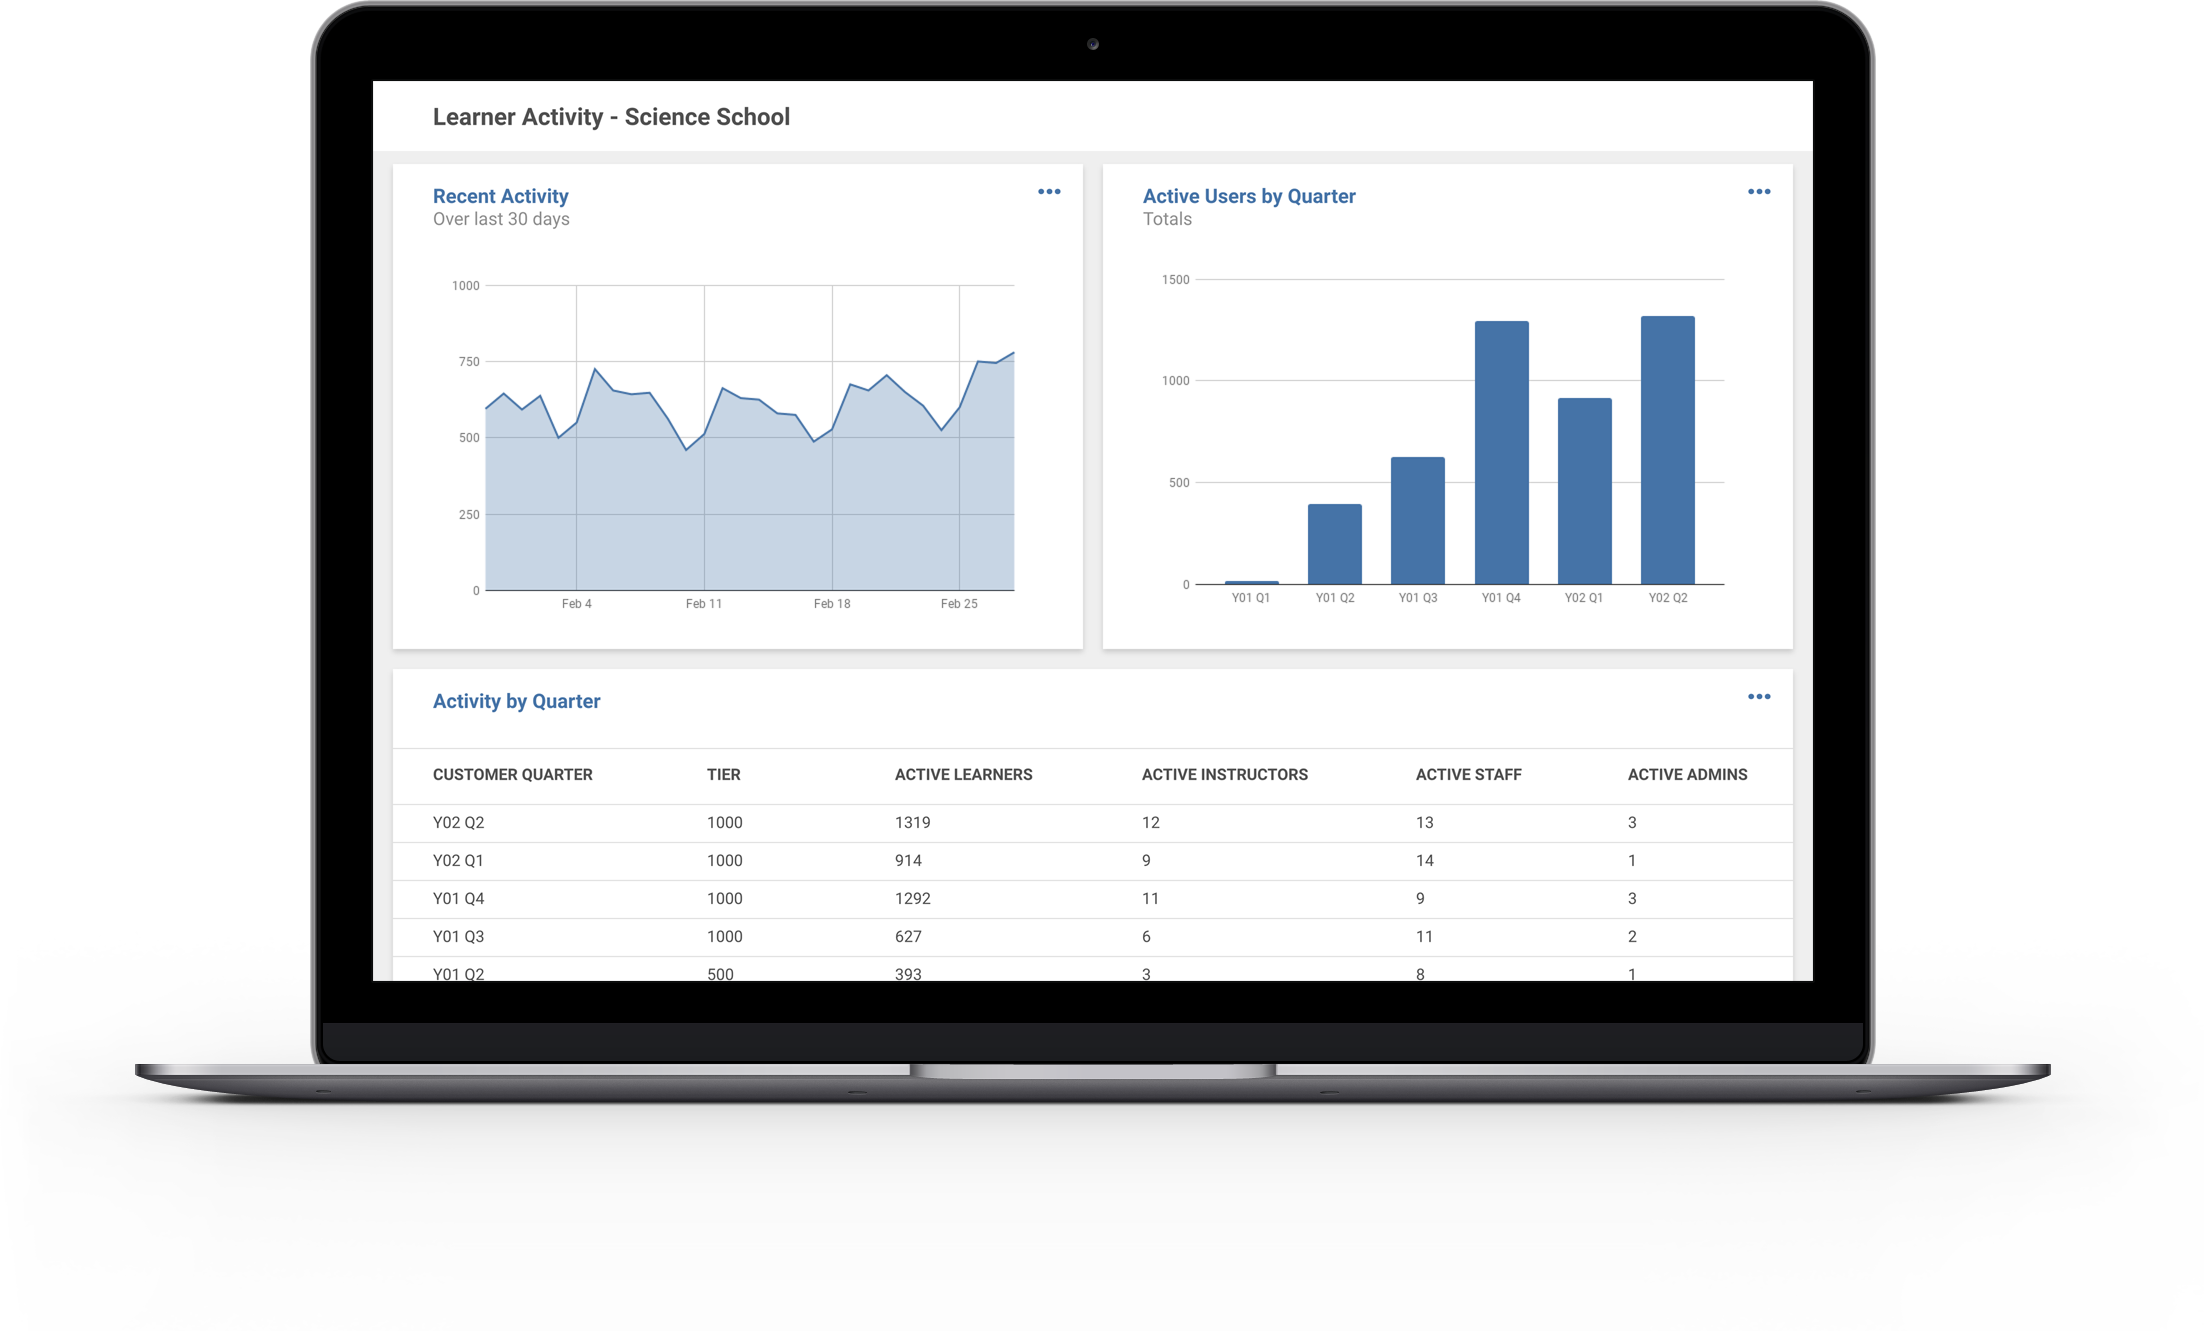 Learner Activity - Science School
Recent Activity
Over last 30 days
1000
750
500
250
0
Feb 4 Feb 11 Feb 18 Feb 25
Active Users by Quarter
Totals
1500
1000
500
0
Y01 Q1 Y01 Q2 Y01 Q3 Y01 Q4 Y02 Q1 Y02 Q2
Activity by Quarter
CUSTOMER QUARTER TIER ACTIVE LEARNERS ACTIVE INSTRUCTORS ACTIVE STAFF ACTIVE ADMINS
Y02 Q2 1000 1319 12 13 3
Y02 Q1 1000 914 9 14 1
Y01 Q4 1000 1292 11 9 3
Y01 Q3 1000 627 6 11 2
Y01 Q2 500 393 3 8 1